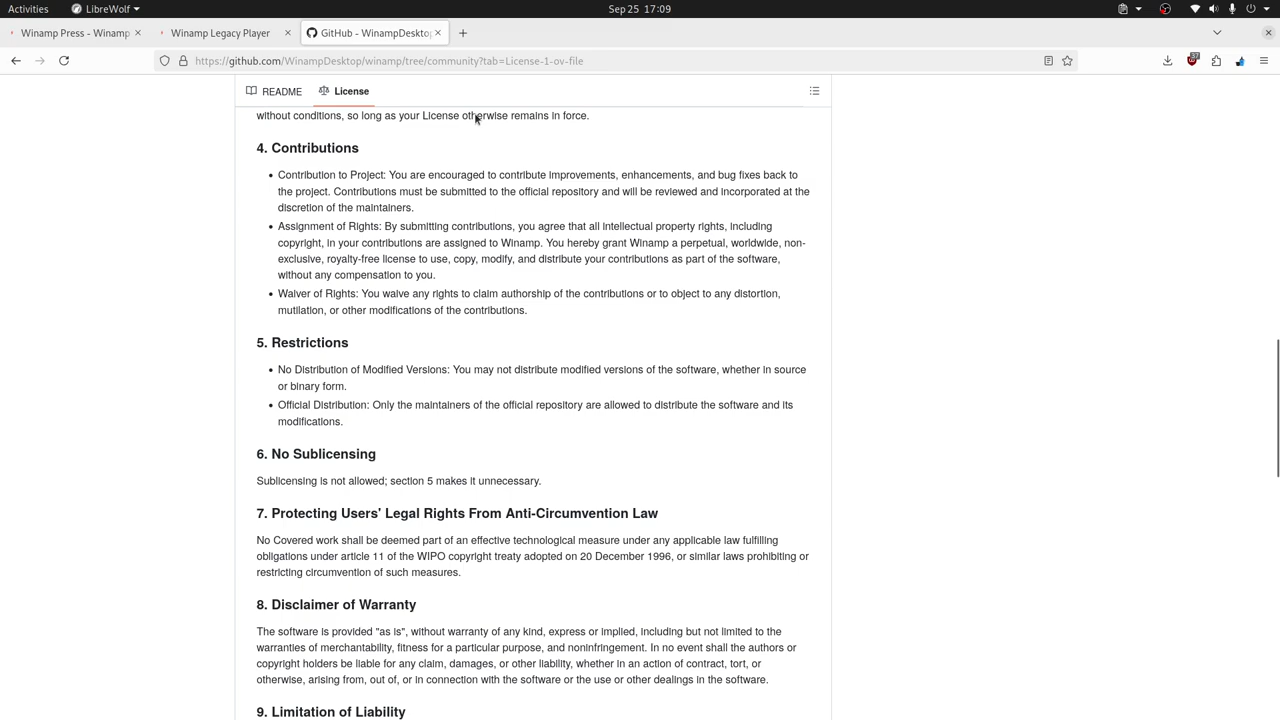 Activities
LibreWolf
Sep 25 17:09
Winamp Press - Winamp
Winamp Legacy Player
GitHub - WinampDesktop
https://github.com/WinampDesktop/winamp/tree/community?tab=License-1-ov-file
37
README
License
without conditions, so long as your License otherwise remains in force.
4. Contributions
Contribution to Project: You are encouraged to contribute improvements, enhancements, and bug fixes back to
the project. Contributions must be submitted to the official repository and will be reviewed and incorporated at the
discretion of the maintainers.
Assignment of Rights: By submitting contributions, you agree that all intellectual property rights, including
copyright, in your contributions are assigned to Winamp. You hereby grant Winamp a perpetual, worldwide, non-
exclusive, royalty-free license to use, copy, modify, and distribute your contributions as part of the software,
without any compensation to you.
Waiver of Rights: You waive any rights to claim authorship of the contributions or to object to any distortion,
mutilation, or other modifications of the contributions.
5. Restrictions
No Distribution of Modified Versions: You may not distribute modified versions of the software, whether in source
or binary form.
Official Distribution: Only the maintainers of the official repository are allowed to distribute the software and its
modifications.
6. No Sublicensing
Sublicensing is not allowed; section 5 makes it unnecessary.
7. Protecting Users' Legal Rights From Anti-Circumvention Law
No Covered work shall be deemed part of an effective technological measure under any applicable law fulfilling
obligations under article 11 of the WIPO copyright treaty adopted on 20 December 1996, or similar laws prohibiting or
restricting circumvention of such measures.
8. Disclaimer of Warranty
The software is provided "as is", without warranty of any kind, express or implied, including but not limited to the
warranties of merchantability, fitness for a particular purpose, and noninfringement. In no event shall the authors or
copyright holders be liable for any claim, damages, or other liability, whether in an action of contract, tort, or
otherwise, arising from, out of, or in connection with the software or the use or other dealings in the software.
9. Limitation of Liability